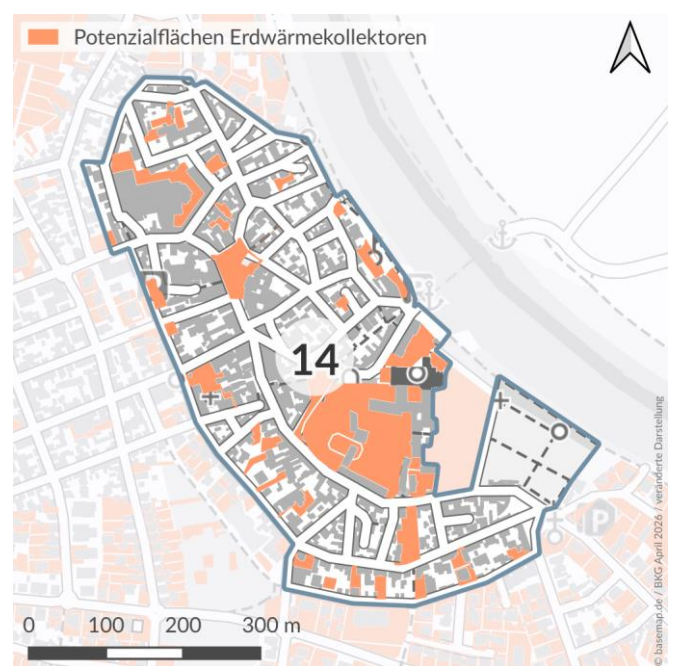 Potenzialflächen Erdwärmekollektoren
14
P
0 100 200 300 m
© basemap.de / BKG April 2026 / veränderte Darstellung